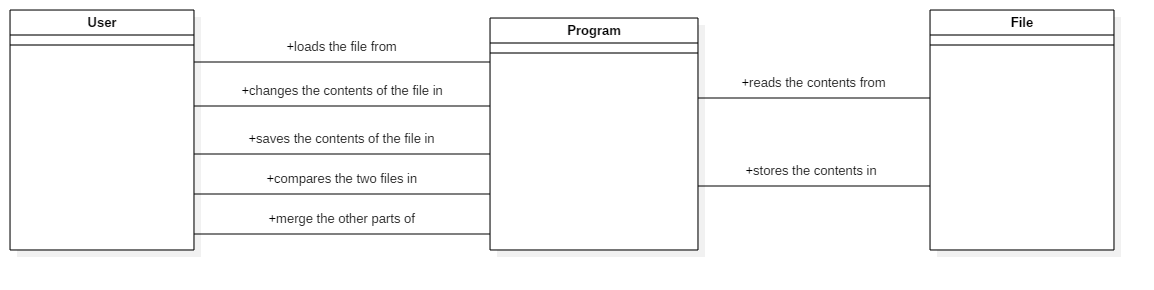 User
Program
File
+loads the file from
+changes the contents of the file in
+saves the contents of the file in
+compares the two files in
+merge the other parts of
+reads the contents from
+stores the contents in